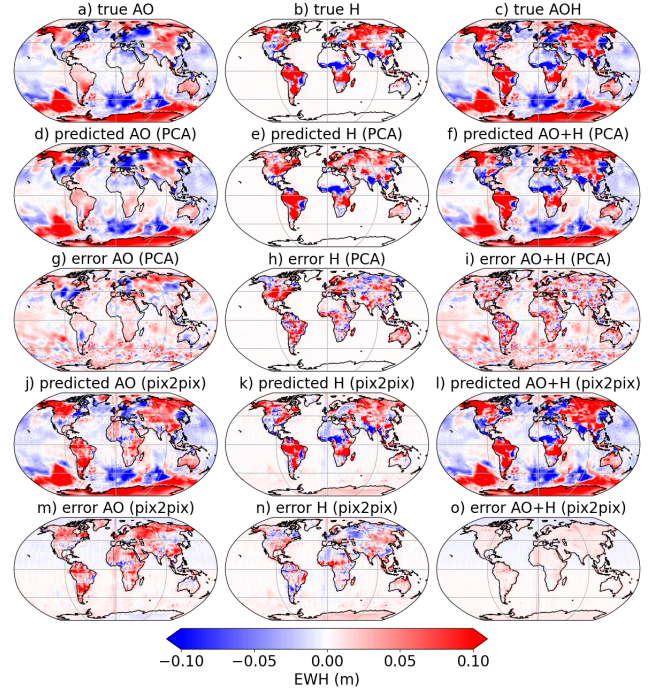 a) true AO
b) true H
c) true AOH
d) predicted AO (PCA)
e) predicted H (PCA)
f) predicted AO+H (PCA)
g) error AO (PCA)
h) error H (PCA)
i) error AO+H (PCA)
j) predicted AO (pix2pix)
k) predicted H (pix2pix)
l) predicted AO+H (pix2pix)
m) error AO (pix2pix)
n) error H (pix2pix)
o) error AO+H (pix2pix)
−0.10 −0.05 0.00 0.05 0.10
EWH (m)